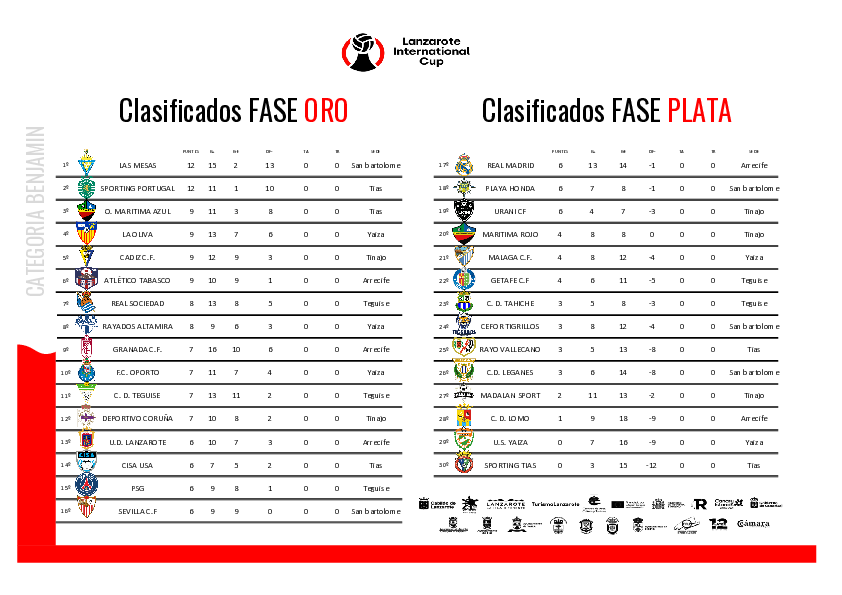 Lanzarote
International
Cup
CATEGORIA BENJAMIN
Clasificados FASE ORO
PUNTOS TA TR SEDE
1º LAS MESAS 12 15 2 13 0 0 San bartolome
2º SPORTING PORTUGAL 12 11 1 10 0 0 Tias
3º O. MARITIMA AZUL 9 11 3 8 0 0 Tias
4º LA OLIVA 9 13 7 6 0 0 Yaiza
5º CADIZ C.F. 9 12 9 3 0 0 Tinajo
6º ATLÉTICO TABASCO 9 10 9 1 0 0 Arrecife
7º REAL SOCIEDAD 8 13 8 5 0 0 Teguise
8º RAYADOS ALTAMIRA 8 9 6 3 0 0 Yaiza
9º GRANADA C.F. 7 16 10 6 0 0 Arrecife
10º F.C. OPORTO 7 11 7 4 0 0 Yaiza
11º C. D. TEGUISE 7 13 11 2 0 0 Teguise
12º DEPORTIVO CORUÑA 7 10 8 2 0 0 Tinajo
13º U.D. LANZAROTE 6 10 7 3 0 0 Arrecife
14º CISA USA 6 7 5 2 0 0 Tias
15º PSG 6 9 8 1 0 0 Teguise
16º SEVILLA C.F 6 9 9 0 0 0 San bartolome
Clasificados FASE PLATA
PUNTOS TA TR SEDE
17º REAL MADRID 6 13 14 -1 0 0 Arrecife
18º PLAYA HONDA 6 7 8 -1 0 0 San bartolome
19º URANI CF 6 4 7 -3 0 0 Tinajo
20º MARITIMA ROJO 4 8 8 0 0 0 Tinajo
21º MALAGA C.F. 4 8 12 -4 0 0 Yaiza
22º GETAFE C.F 4 6 11 -5 0 0 Teguise
23º C. D. TAHICHE 3 5 8 -3 0 0 Teguise
24º CEFOR TIGRILLOS 3 8 12 -4 0 0 San bartolome
25º RAYO VALLECANO 3 5 13 -8 0 0 Tias
26º C.D. LEGANES 3 6 14 -8 0 0 San bartolome
27º MADALAN SPORT 2 11 13 -2 0 0 Tinajo
28º C. D. LOMO 1 9 18 -9 0 0 Arrecife
29º U.S. YAIZA 0 7 16 -9 0 0 Yaiza
30º SPORTING TIAS 0 3 15 -12 0 0 Tias
Cabildo de Lanzarote LANZAROTE Turismo Lanzarote
12 Cámara